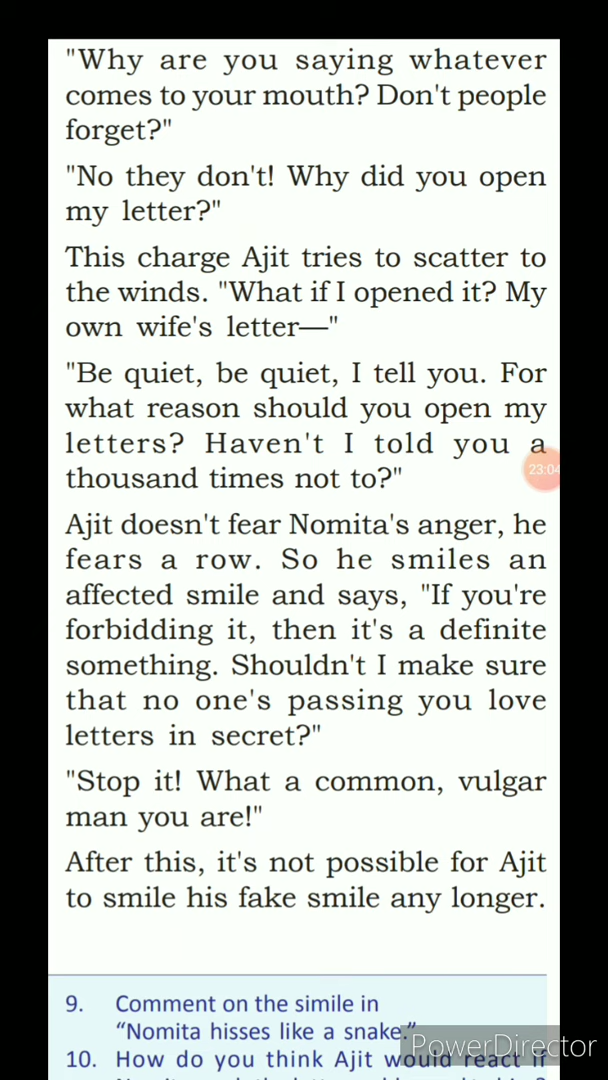 "Why are you saying whatever
comes to your mouth? Don't people
forget?"
"No they don't! Why did you open
my letter?"
This charge Ajit tries to scatter to
the winds. "What if I opened it? My
own wife's letter—"
"Be quiet, be quiet, I tell you. For
what reason should you open my
letters? Haven't I told you a
thousand times not to?"
23:04
Ajit doesn't fear Nomita's anger, he
fears a row. So he smiles an
affected smile and says, "If you're
forbidding it, then it's a definite
something. Shouldn't I make sure
that no one's passing you love
letters in secret?"
"Stop it! What a common, vulgar
man you are!"
After this, it's not possible for Ajit
to smile his fake smile any longer.
9. Comment on the simile in
“Nomita hisses like a snake.”
PowerDirector
10. How do you think Ajit would react if